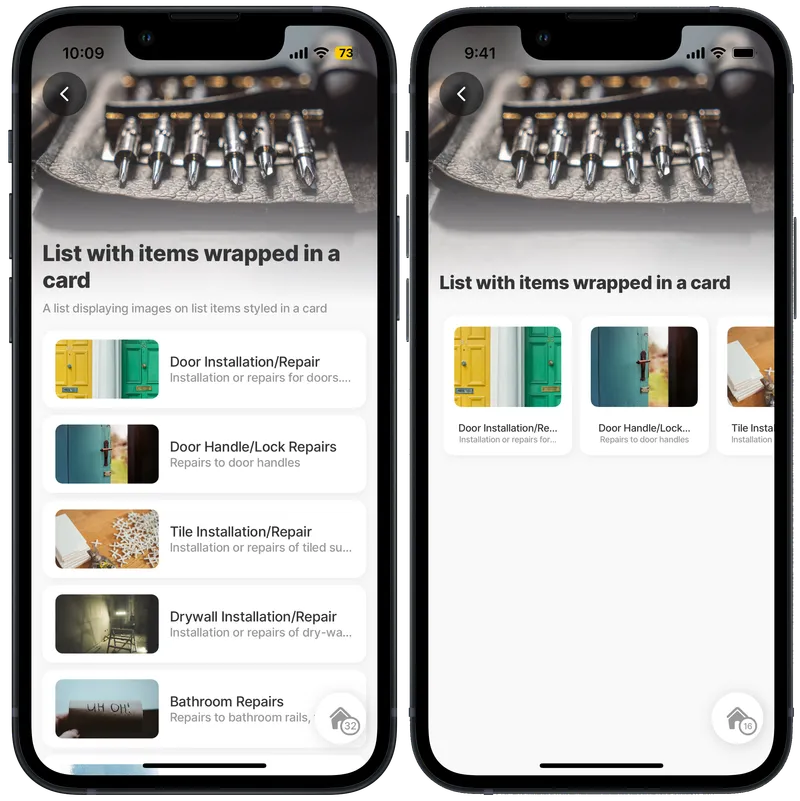 10:09
73
List with items wrapped in a
card
A list displaying images on list items styled in a card
Door Installation/Repair
Installation or repairs for doors....
Door Handle/Lock Repairs
Repairs to door handles
Tile Installation/Repair
Installation or repairs of tiled su...
Drywall Installation/Repair
Installation or repairs of dry-wa...
UH OH!
Bathroom Repairs
Repairs to bathroom rails,
32
9:41
List with items wrapped in a card
Door Installation/Re...
Installation or repairs for...
Door Handle/Lock...
Repairs to door handles
Tile Instal
Installation
16